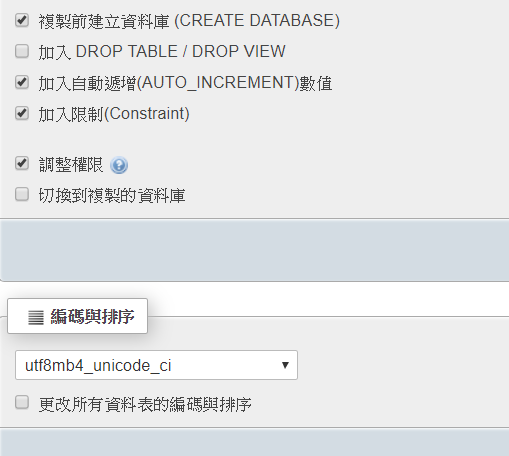 複製前建立資料庫 (CREATE DATABASE)
加入 DROP TABLE / DROP VIEW
加入自動遞增(AUTO_INCREMENT)數值
加入限制(Constraint)
調整權限
切換到複製的資料庫
編碼與排序
utf8mb4_unicode_ci
更改所有資料表的編碼與排序